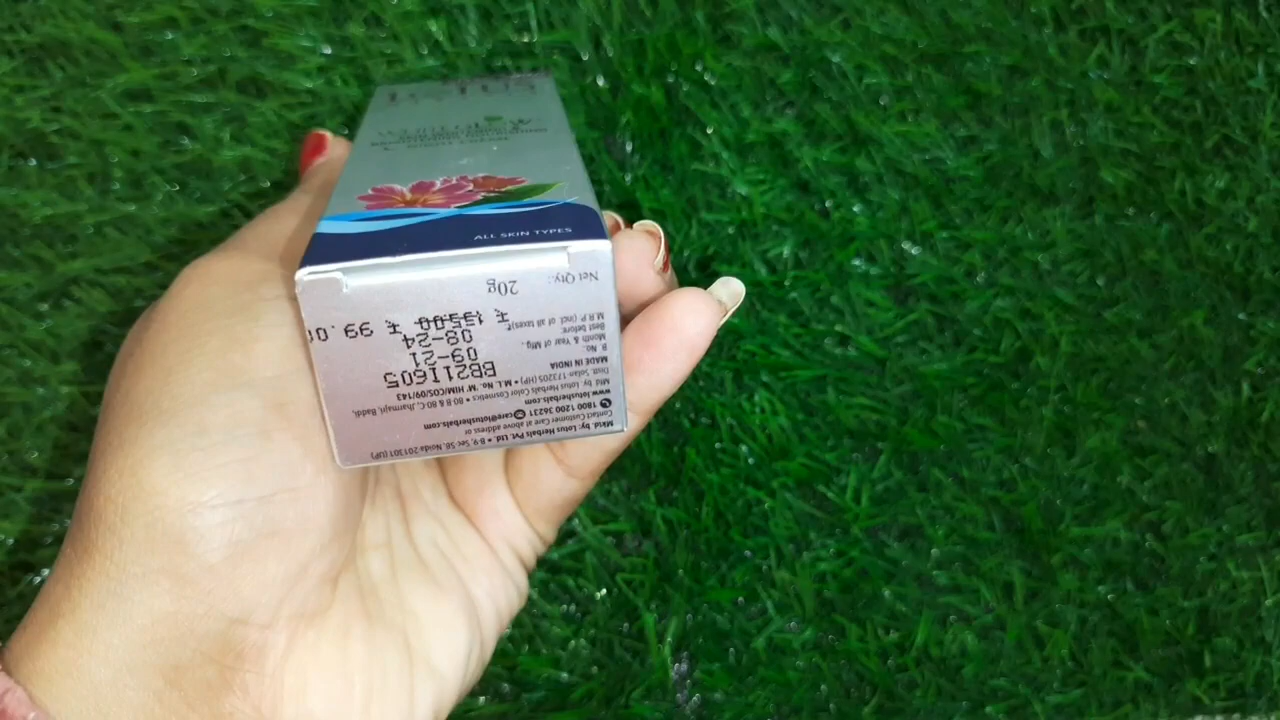 Mktd. by: Lotus Herbals Pvt. Ltd. • B-9, Sec 58, Noida 201301 (UP)
Contact Customer Care at above address or
1800 1200 36231 care@lotusherbals.com
www.lotusherbals.com
Mfd by: Lotus Herbals Color Cosmetics • 80-B & 80-C, Jharmajri, Baddi,
Distt. Solan-173205 (HP) • M.L. No. 'M' HIM/COS/09/143
MADE IN INDIA
B. No. BB211605
Month & Year of Mfg. 09-21
Best before: 08-24
M.R.P. (incl. of all taxes): ₹ 135.00 ₹ 99.0
Net Qty.: 20g
ALL SKIN TYPES